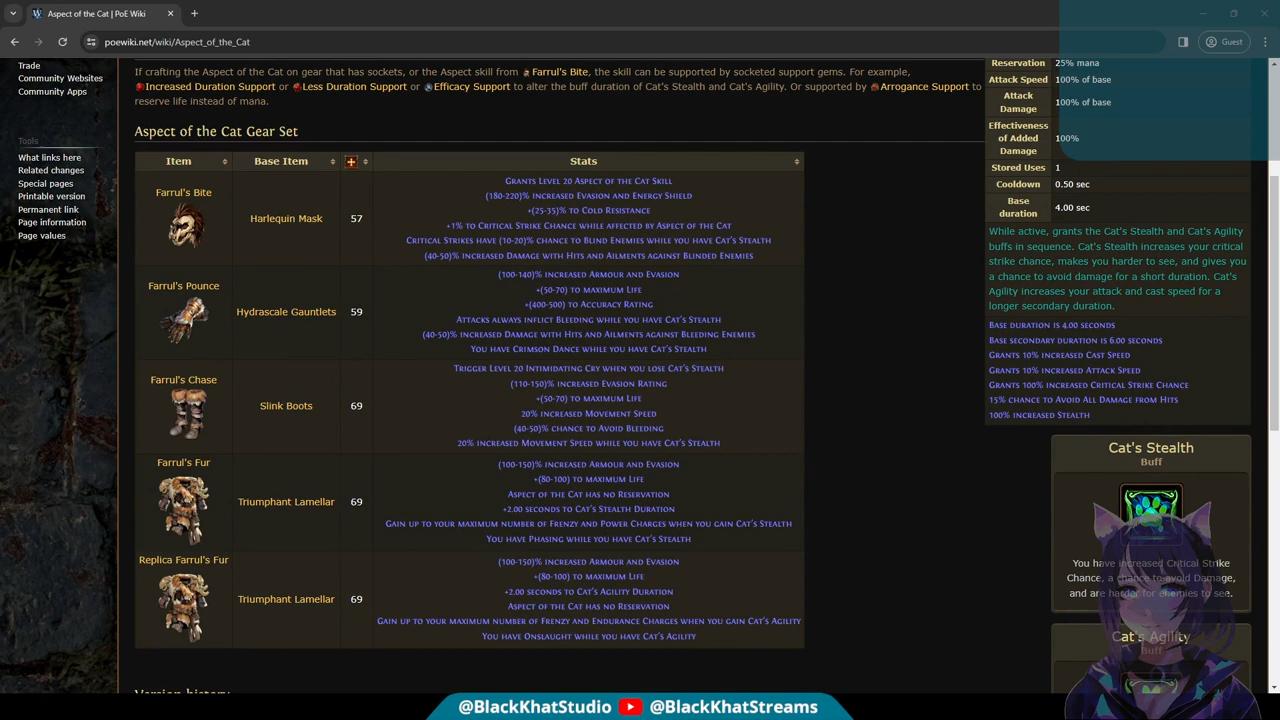 Aspect of the Cat | PoE Wiki
poewiki.net/wiki/Aspect_of_the_Cat
Guest
Trade
Community Websites
Community Apps
Tools
What links here
Related changes
Special pages
Printable version
Permanent link
Page information
Page values
If crafting the Aspect of the Cat on gear that has sockets, or the Aspect skill from Farrul's Bite, the skill can be supported by socketed support gems. For example,
Increased Duration Support or Less Duration Support or Efficacy Support to alter the buff duration of Cat's Stealth and Cat's Agility. Or supported by Arrogance Support to
reserve life instead of mana.
Aspect of the Cat Gear Set
Item Base Item Stats
Farrul's Bite
Harlequin Mask 57
Grants Level 20 Aspect of the Cat Skill
(180-220)% increased Evasion and Energy Shield
+(25-35)% to Cold Resistance
+1% to Critical Strike Chance while affected by Aspect of the Cat
Critical Strikes have (10-20)% chance to Blind Enemies while you have Cat's Stealth
(40-50)% increased Damage with Hits and Ailments against Blinded Enemies
Farrul's Pounce
Hydrascale Gauntlets 59
(100-140)% increased Armour and Evasion
+(50-70) to maximum Life
+(400-500) to Accuracy Rating
Attacks always inflict Bleeding while you have Cat's Stealth
(40-50)% increased Damage with Hits and Ailments against Bleeding Enemies
You have Crimson Dance while you have Cat's Stealth
Farrul's Chase
Slink Boots 69
Trigger Level 20 Intimidating Cry when you lose Cat's Stealth
(110-150)% increased Evasion Rating
+(50-70) to maximum Life
20% increased Movement Speed
(40-50)% chance to Avoid Bleeding
20% increased Movement Speed while you have Cat's Stealth
Farrul's Fur
Triumphant Lamellar 69
(100-150)% increased Armour and Evasion
+(80-100) to maximum Life
Aspect of the Cat has no Reservation
+2.00 seconds to Cat's Stealth Duration
Gain up to your maximum number of Frenzy and Power Charges when you gain Cat's Stealth
You have Phasing while you have Cat's Stealth
Replica Farrul's Fur
Triumphant Lamellar 69
(100-150)% increased Armour and Evasion
+(80-100) to maximum Life
+2.00 seconds to Cat's Agility Duration
Aspect of the Cat has no Reservation
Gain up to your maximum number of Frenzy and Endurance Charges when you gain Cat's Agility
You have Onslaught while you have Cat's Agility
Version history
Reservation 25% mana
Attack Speed 100% of base
Attack
Damage
100% of base
Effectiveness
of Added
Damage
100%
Stored Uses 1
Cooldown 0.50 sec
Base
duration
4.00 sec
While active, grants the Cat's Stealth and Cat's Agility
buffs in sequence. Cat's Stealth increases your critical
strike chance, makes you harder to see, and gives you
a chance to avoid damage for a short duration. Cat's
Agility increases your attack and cast speed for a
longer secondary duration.
Base duration is 4.00 seconds
Base secondary duration is 6.00 seconds
Grants 10% increased Cast Speed
Grants 10% increased Attack Speed
Grants 100% increased Critical Strike Chance
15% chance to Avoid All Damage from Hits
100% increased Stealth
Cat's Stealth
Buff
You have increased Critical Strike
Chance, a chance to avoid Damage,
and are harder for enemies to see.
Cat's Agility
Buff
@BlackKhatStudio @BlackKhatStreams